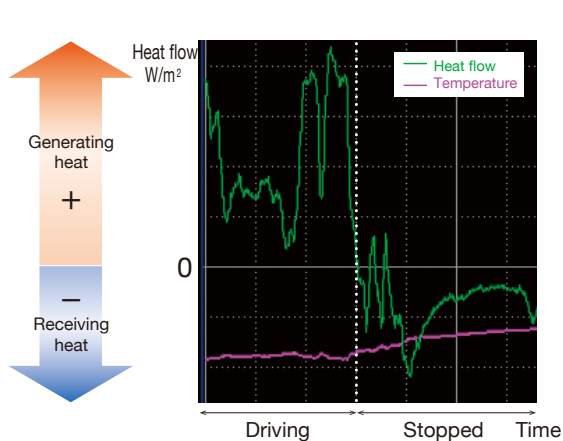 Heat flow
W/m²
Heat flow
Temperature
Generating
heat
+
0
−
Receiving
heat
Driving
Stopped
Time